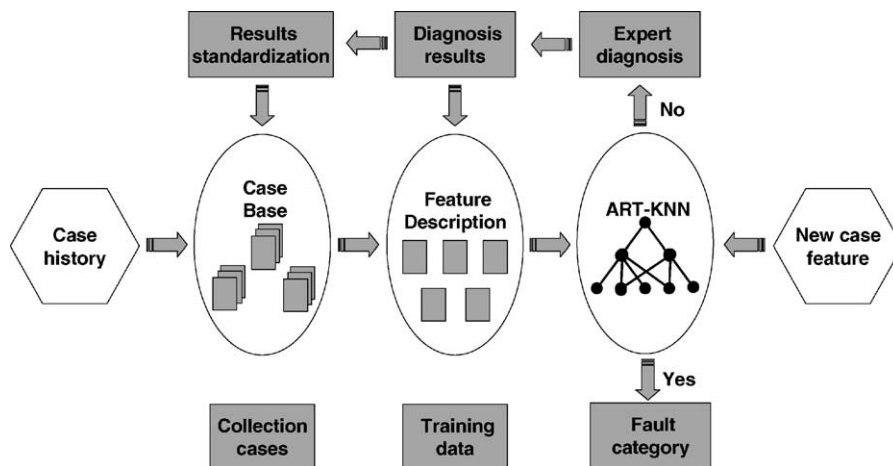 Results
standardization
Diagnosis
results
Expert
diagnosis
No
Case
history
Case
Base
Feature
Description
ART-KNN
New case
feature
Yes
Collection
cases
Training
data
Fault
category